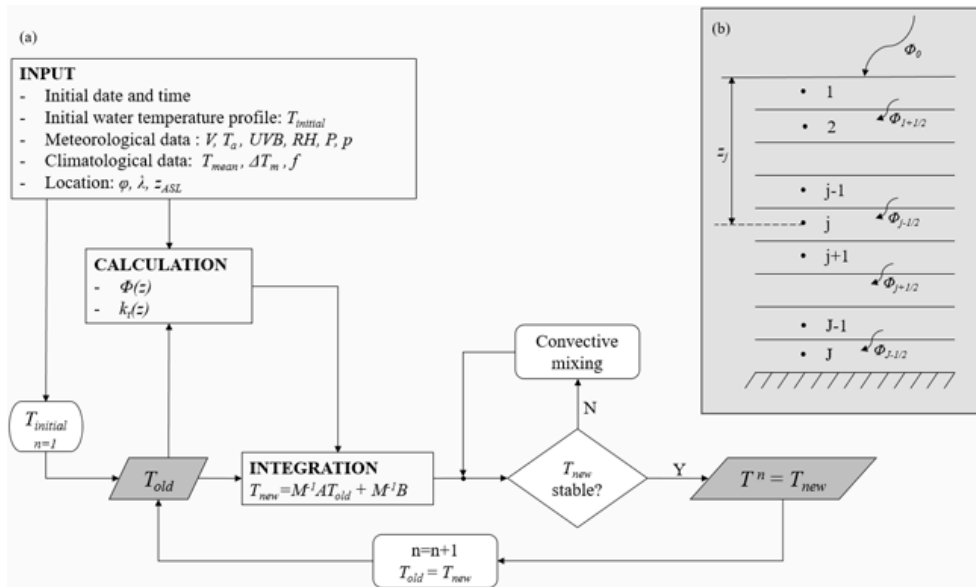 (a)
INPUT
- Initial date and time
- Initial water temperature profile: T_initial
- Meteorological data : V, T_a, UVB, RH, P, p
- Climatological data: T_mean, ΔT_m, f
- Location: φ, λ, z_ASL
CALCULATION
- Φ(z)
- k_t(z)
T_initial
n=1
T_old
INTEGRATION
T_new=M⁻¹AT_old + M⁻¹B
Convective
mixing
N
T_new
stable?
Y
T ⁿ = T_new
n=n+1
T_old = T_new
(b)
Φ_0
• 1
Φ_1+1/2
• 2
z_j
• j-1
Φ_j-1/2
• j
• j+1
Φ_j+1/2
• J-1
Φ_J-1/2
• J